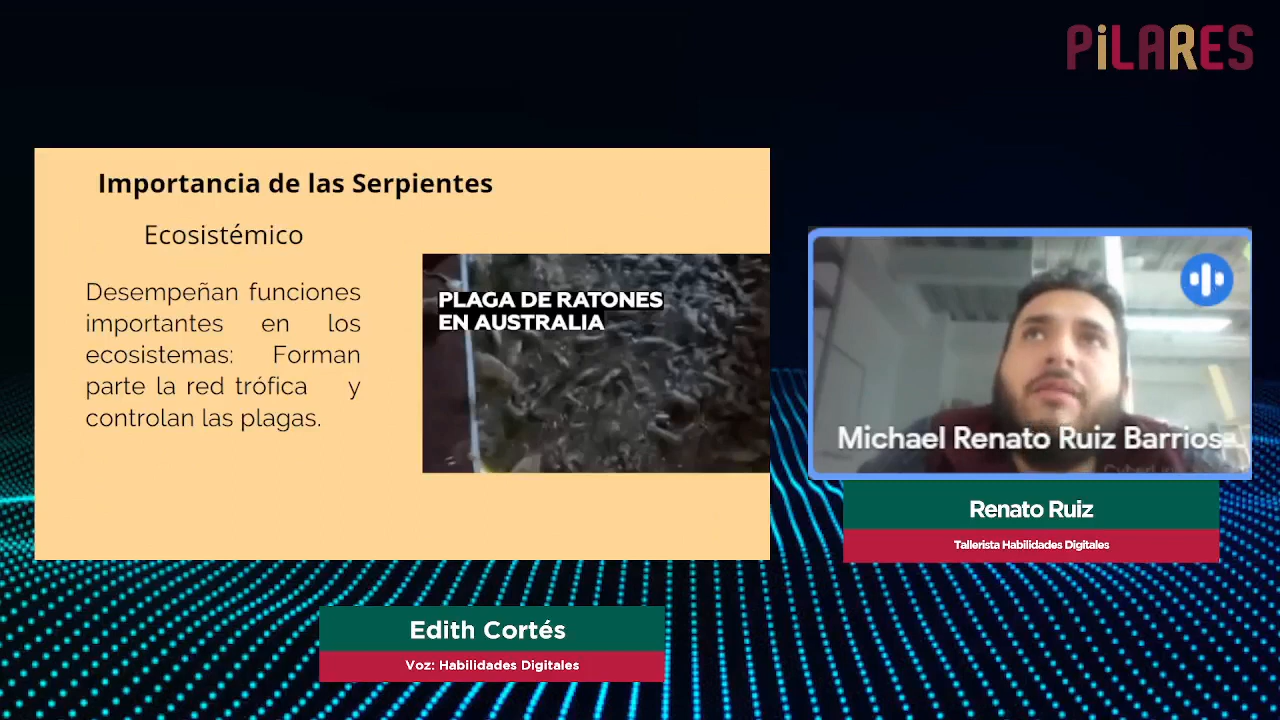 PiLARES
Importancia de las Serpientes
Ecosistémico
Desempeñan funciones
importantes en los
ecosistemas: Forman
parte la red trófica y
controlan las plagas.
PLAGA DE RATONES
EN AUSTRALIA
Michael Renato Ruiz Barrios
Renato Ruiz
Tallerista Habilidades Digitales
Edith Cortés
Voz: Habilidades Digitales